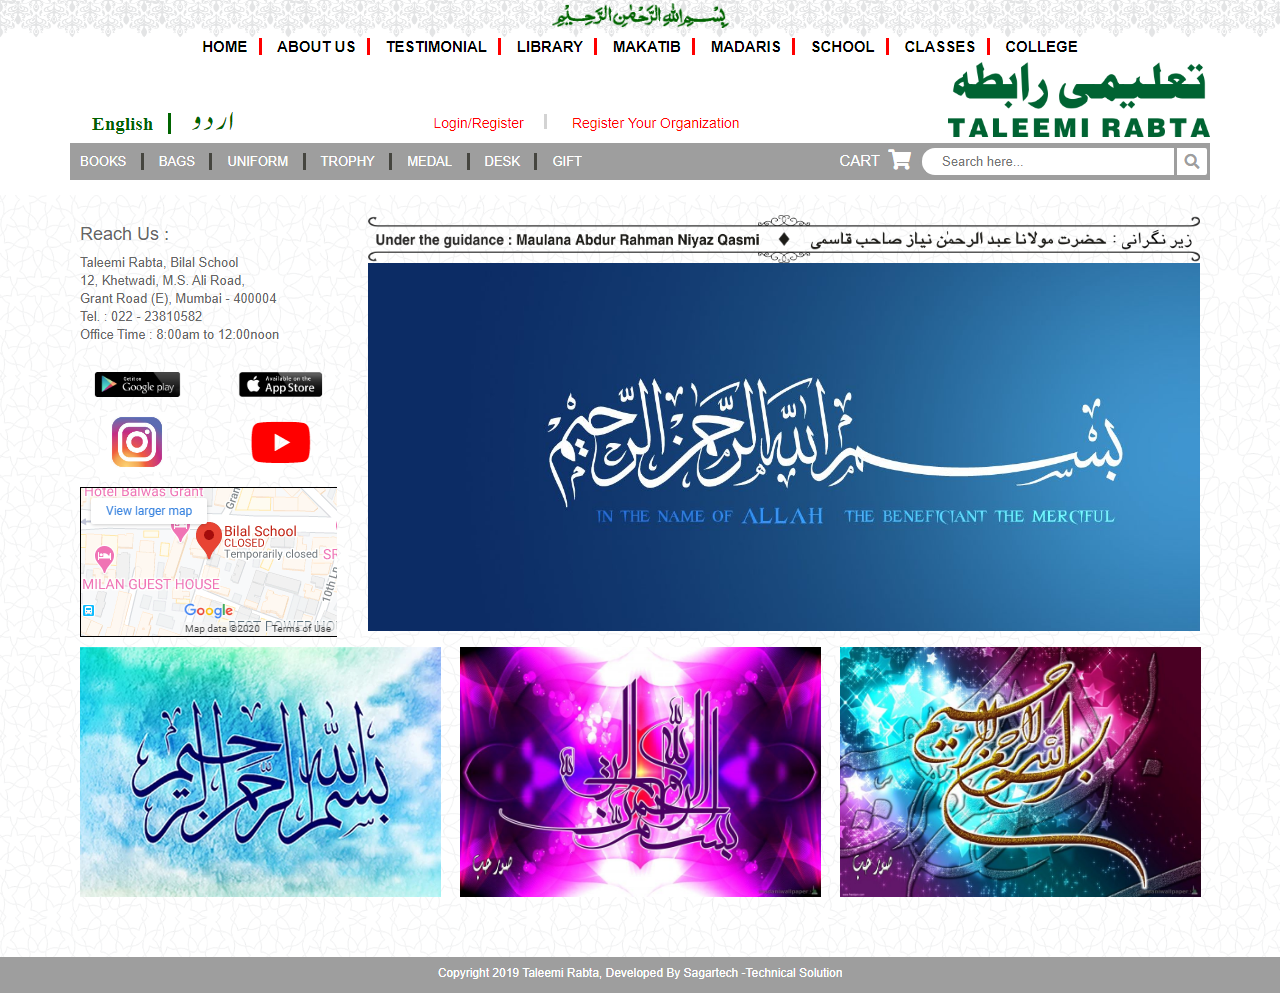 بسم الله الرحمن الرحيم
HOME ABOUT US TESTIMONIAL LIBRARY MAKATIB MADARIS SCHOOL CLASSES COLLEGE
تعلیمی رابطه
TALEEMI RABTA
English اردو Login/Register Register Your Organization
BOOKS BAGS UNIFORM TROPHY MEDAL DESK GIFT CART Search here...
Under the guidance : Maulana Abdur Rahman Niyaz Qasmi ♦ زیر نگرانی : حضرت مولانا عبد الرحمٰن نیاز صاحب قاسمی
Reach Us :
Taleemi Rabta, Bilal School
12, Khetwadi, M.S. Ali Road,
Grant Road (E), Mumbai - 400004
Tel. : 022 - 23810582
Office Time : 8:00am to 12:00noon
Get it on
Google play
Available on the
App Store
Hotel Balwas Grant
View larger map
Bilal School
CLOSED
Temporarily closed
MILAN GUEST HOUSE
10th Ln
Google
Map data ©2020 Terms of Use
بسم الله الرحمن الرحيم
IN THE NAME OF ALLAH THE BENEFICIANT THE MERCIFUL
بسم الله الرحمن الرحيم
بسم الله الرحمن الرحيم
بسم الله الرحمن الرحيم
Copyright 2019 Taleemi Rabta, Developed By Sagartech -Technical Solution